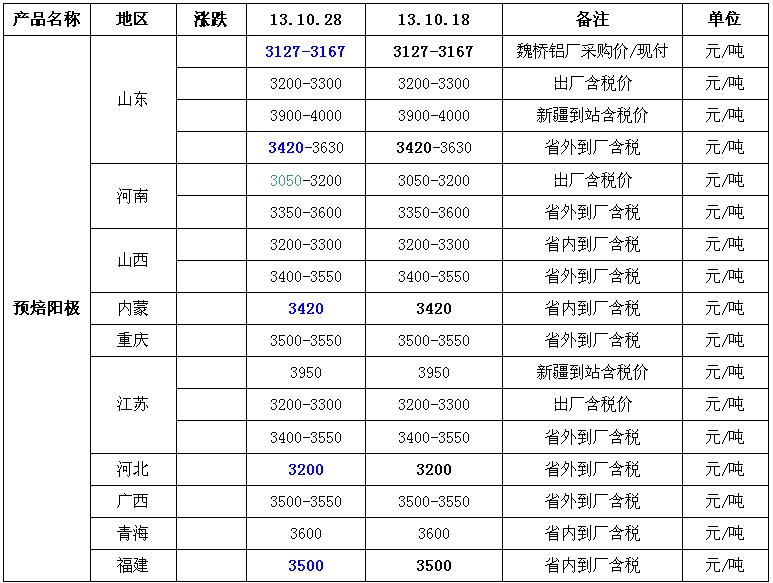 产品名称 地区 涨跌 13.10.28 13.10.18 备注 单位
预焙阳极 山东 3127-3167 3127-3167 魏桥铝厂采购价/现付 元/吨
3200-3300 3200-3300 出厂含税价 元/吨
3900-4000 3900-4000 新疆到站含税价 元/吨
3420-3630 3420-3630 省外到厂含税 元/吨
河南 3050-3200 3050-3200 出厂含税价 元/吨
3350-3600 3350-3600 省外到厂含税 元/吨
山西 3200-3300 3200-3300 省内到厂含税 元/吨
3400-3550 3400-3550 省外到厂含税 元/吨
内蒙 3420 3420 省内到厂含税 元/吨
重庆 3500-3550 3500-3550 省外到厂含税 元/吨
江苏 3950 3950 新疆到站含税价 元/吨
3200-3300 3200-3300 出厂含税价 元/吨
3400-3550 3400-3550 省外到厂含税 元/吨
河北 3200 3200 省外到厂含税 元/吨
广西 3500-3550 3500-3550 省外到厂含税 元/吨
青海 3600 3600 省内到厂含税 元/吨
福建 3500 3500 省内到厂含税 元/吨